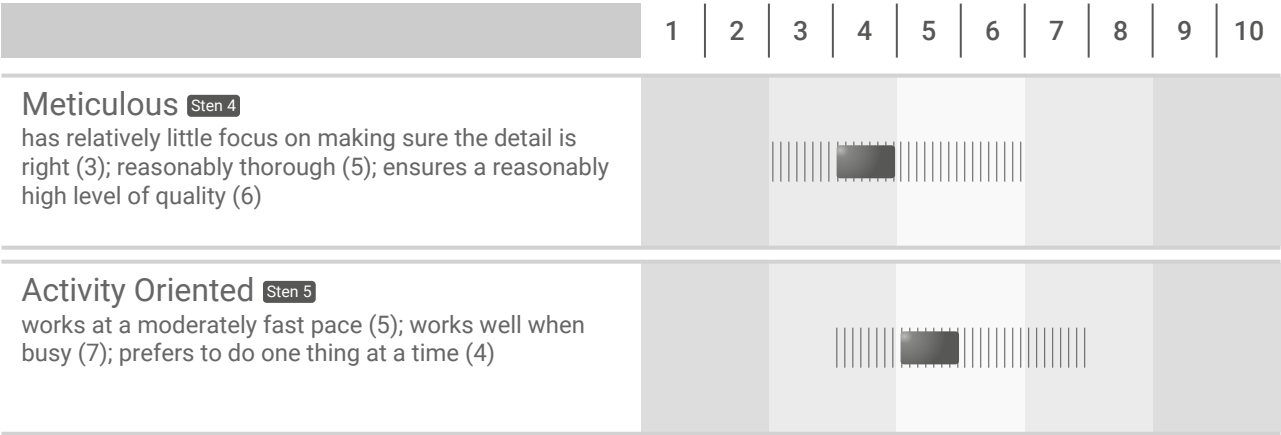 1 2 3 4 5 6 7 8 9 10
Meticulous Sten 4
has relatively little focus on making sure the detail is
right (3); reasonably thorough (5); ensures a reasonably
high level of quality (6)
Activity Oriented Sten 5
works at a moderately fast pace (5); works well when
busy (7); prefers to do one thing at a time (4)